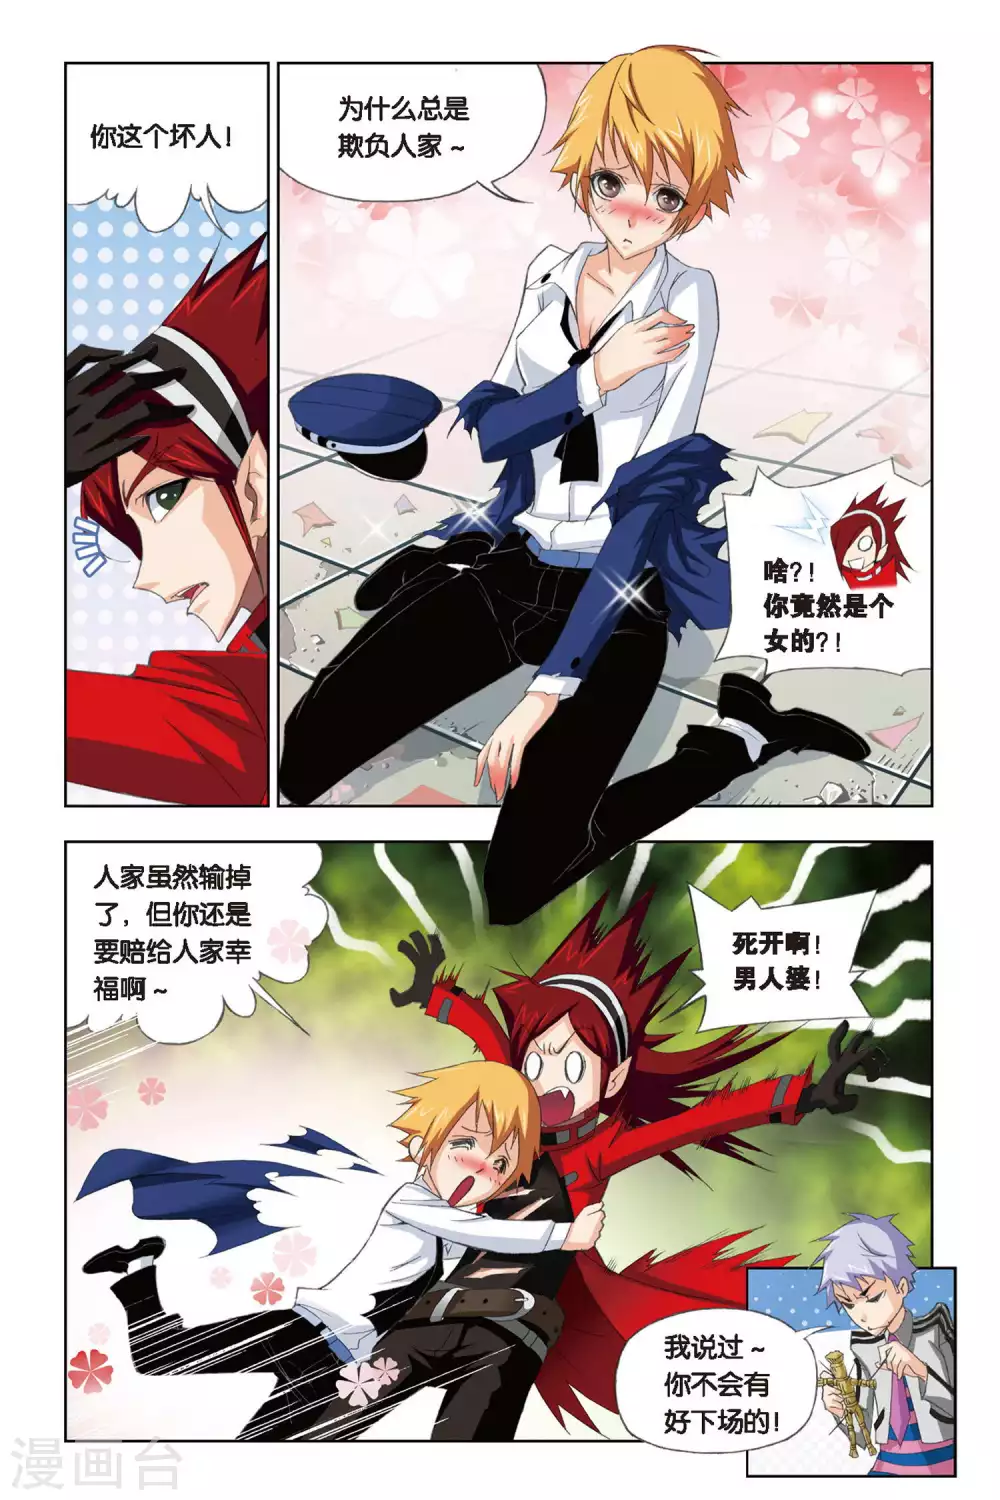 你这个坏人！
为什么总是
欺负人家～
啥？！
你竟然是个
女的？！
人家虽然输掉
了，但你还是
要赔给人家幸
福啊～
死开啊！
男人婆！
我说过～
你不会有
好下场的！
漫画台